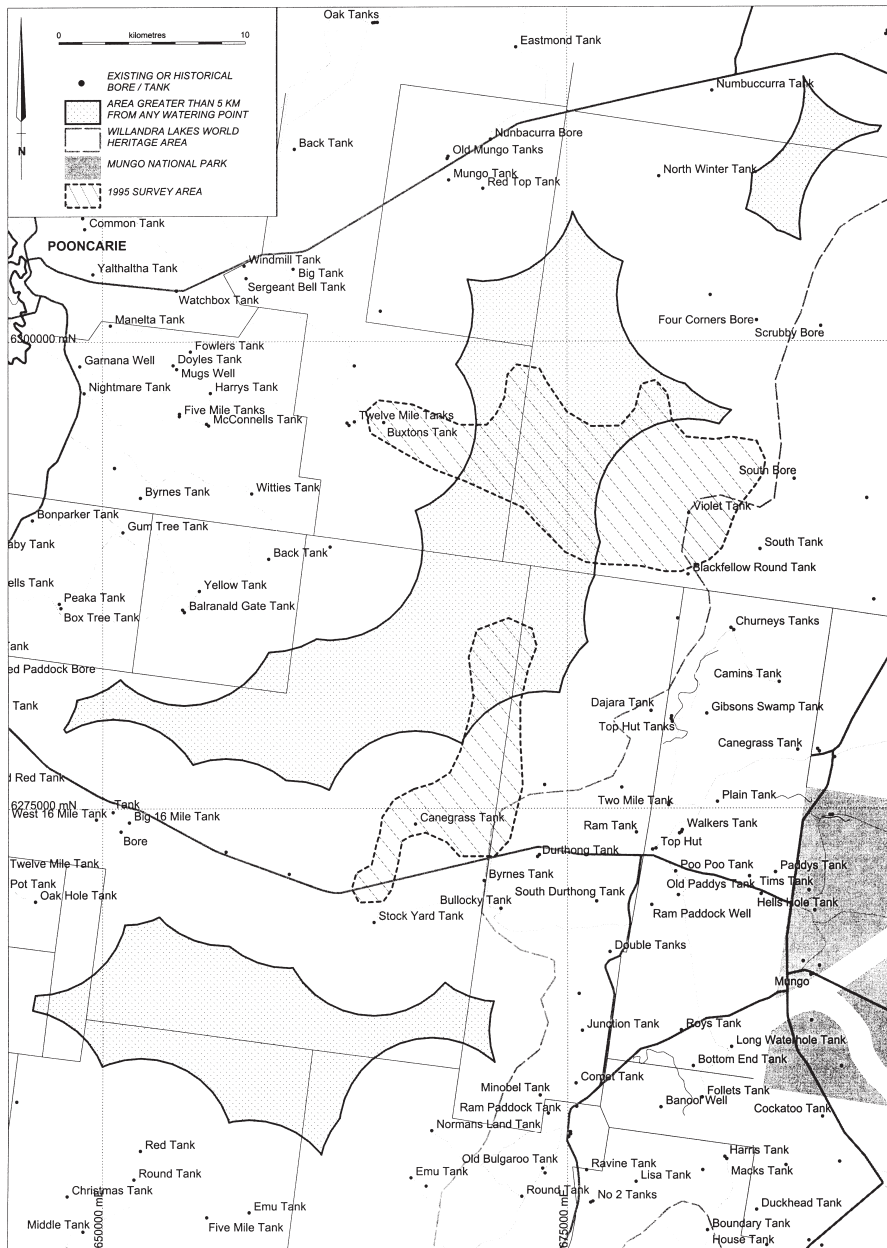 Oak Tanks
0 kilometres 10
Eastmond Tank
EXISTING OR HISTORICAL
BORE / TANK
Numbuccurra Tank
AREA GREATER THAN 5 KM
FROM ANY WATERING POINT
WILLANDRA LAKES WORLD
HERITAGE AREA
N
MUNGO NATIONAL PARK
1995 SURVEY AREA
Nunbacurra Bore
Back Tank
Old Mungo Tanks
Mungo Tank
Red Top Tank
North Winter Tank
Common Tank
POONCARIE
Windmill Tank
Yalthaltha Tank
Big Tank
Sergeant Bell Tank
Watchbox Tank
Manelta Tank
Four Corners Bore
Scrubby Bore
6300000 mN
Fowlers Tank
Garnana Well
Doyles Tank
Mugs Well
Nightmare Tank
Harrys Tank
Five Mile Tanks
McConnells Tank
Twelve Mile Tanks
Buxtons Tank
South Bore
Byrnes Tank
Witties Tank
Violet Tank
Bonparker Tank
Gum Tree Tank
aby Tank
Back Tank
South Tank
Blackfellow Round Tank
ells Tank
Yellow Tank
Peaka Tank
Balranald Gate Tank
Box Tree Tank
Churneys Tanks
Tank
ed Paddock Bore
Camins Tank
Tank
Dajara Tank
Gibsons Swamp Tank
Top Hut Tanks
Canegrass Tank
d Red Tank
6275000 mN
Tank
Two Mile Tank
Plain Tank
West 16 Mile Tank
Big 16 Mile Tank
Canegrass Tank
Ram Tank
Walkers Tank
Bore
Top Hut
Durthong Tank
Twelve Mile Tank
Poo Poo Tank
Paddys Tank
Byrnes Tank
Pot Tank
Old Paddys Tank
Tims Tank
Oak Hole Tank
South Durthong Tank
Bullocky Tank
Hells Hole Tank
Ram Paddock Well
Stock Yard Tank
Double Tanks
Mungo
Junction Tank
Roys Tank
Long Waterhole Tank
Bottom End Tank
Comet Tank
Minobel Tank
Follets Tank
Banool Well
Ram Paddock Tank
Cockatoo Tank
Normans Land Tank
Red Tank
Harris Tank
Old Bulgaroo Tank
Ravine Tank
Macks Tank
Round Tank
Emu Tank
Lisa Tank
Christmas Tank
Round Tank
No 2 Tanks
Emu Tank
Duckhead Tank
Middle Tank
Five Mile Tank
Boundary Tank
House Tank
650000 mE
675000 mE